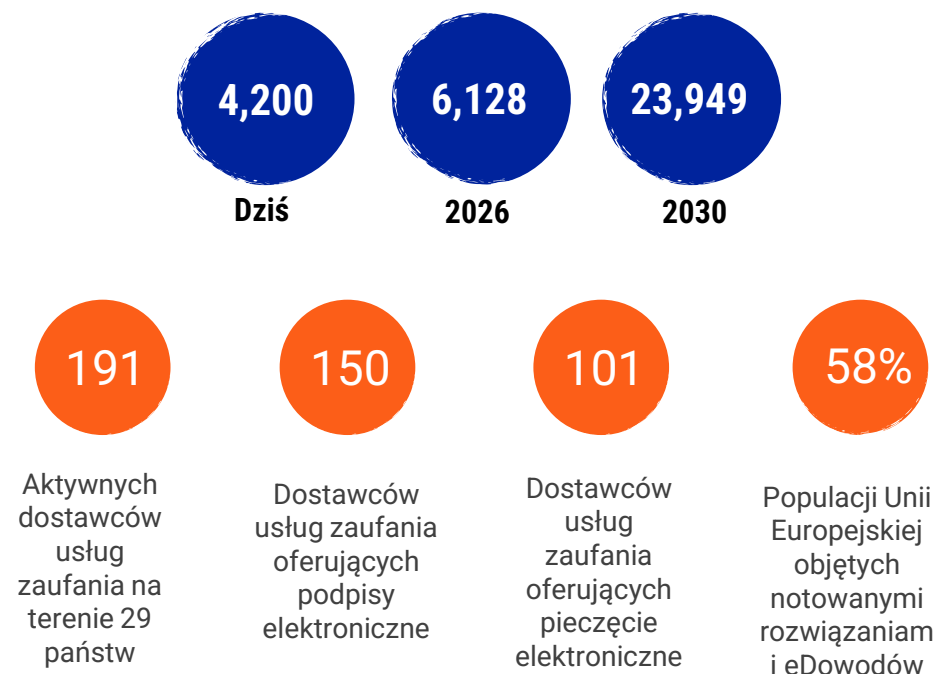 4,200
6,128
23,949
Dziś
2026
2030
191
150
101
58%
Aktywnych
dostawców
usług
zaufania na
terenie 29
państw
Dostawców
usług zaufania
oferujących
podpisy
elektroniczne
Dostawców
usług
zaufania
oferujących
pieczęcie
elektroniczne
Populacji Unii
Europejskiej
objętych
notowanymi
rozwiązaniam
i eDowodów